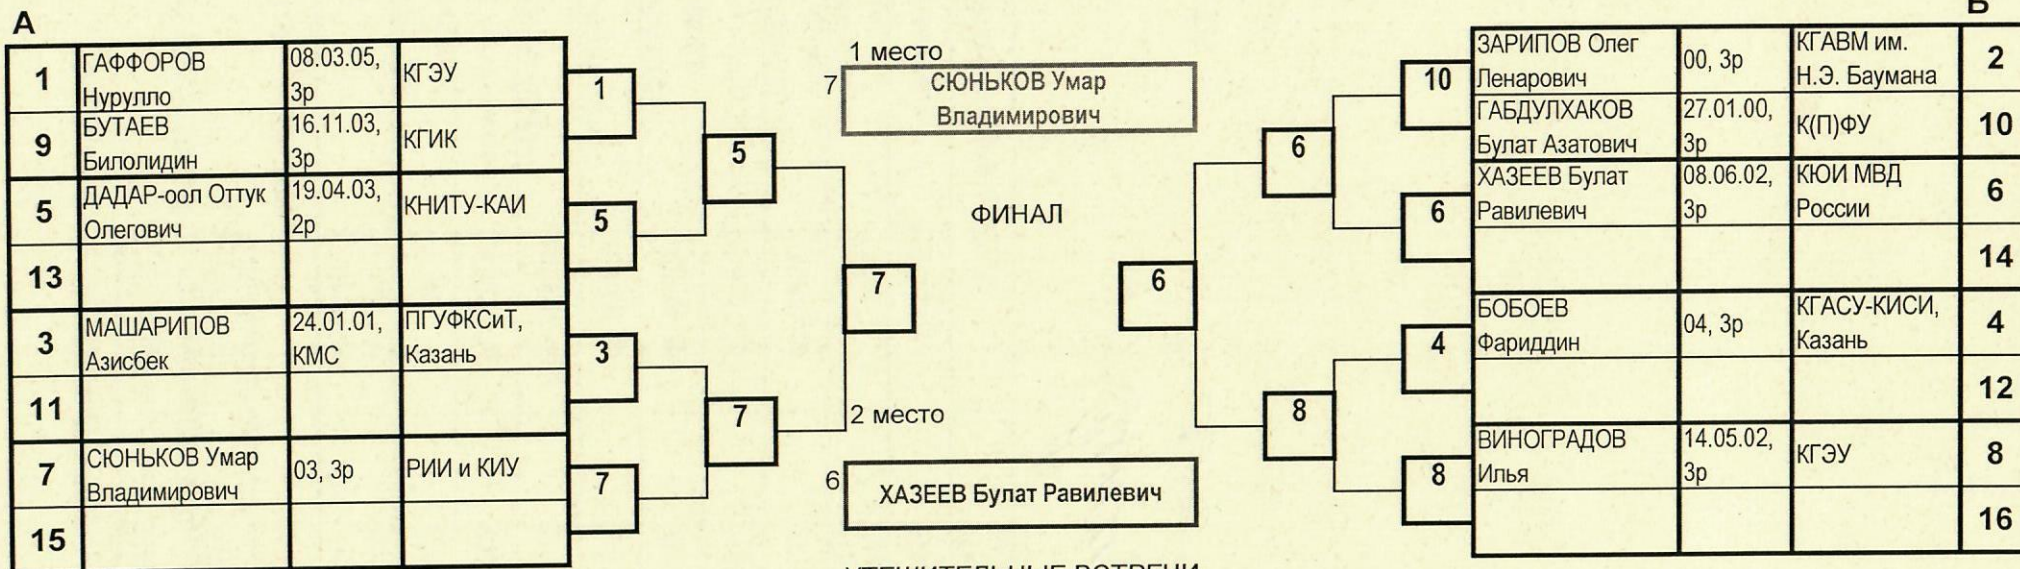 А
1 ГАФФОРОВ 08.03.05, КГЭУ
Нурулло 3р
9 БУТАЕВ 16.11.03, КГИК
Билолидин 3р
5 ДАДАР-оол Оттук 19.04.03, КНИТУ-КАИ
Олегович 2р
13
3 МАШАРИПОВ 24.01.01, ПГУФКСиТ,
Азисбек КМС Казань
11
7 СЮНЬКОВ Умар 03, 3р РИИ и КИУ
Владимирович
15
1
5
3
7
5
7
7
1 место
7 СЮНЬКОВ Умар
Владимирович
ФИНАЛ
2 место
6 ХАЗЕЕВ Булат Равилевич
УТЕШИТЕЛЬНЫЕ ВСТРЕЧИ
6
6
8
10
6
4
8
Б
ЗАРИПОВ Олег 00, 3р КГАВМ им. 2
Ленарович Н.Э. Баумана
ГАБДУЛХАКОВ 27.01.00, К(П)ФУ 10
Булат Азатович 3р
ХАЗЕЕВ Булат 08.06.02, КЮИ МВД 6
Равилевич 3р России
14
БОБОЕВ 04, 3р КГАСУ-КИСИ, 4
Фариддин Казань
12
ВИНОГРАДОВ 14.05.02, КГЭУ 8
Илья 3р
16